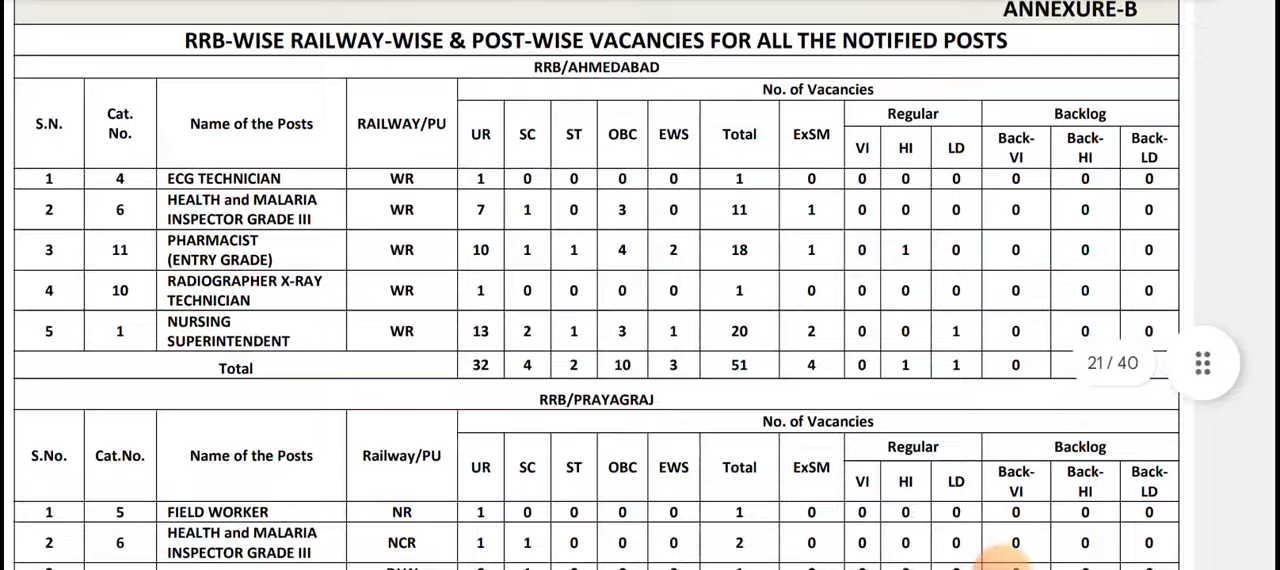 ANNEXURE-B
RRB-WISE RAILWAY-WISE & POST-WISE VACANCIES FOR ALL THE NOTIFIED POSTS
RRB/AHMEDABAD
S.N. Cat. No. Name of the Posts RAILWAY/PU No. of Vacancies
UR SC ST OBC EWS Total ExSM Regular Backlog
VI HI LD Back-VI Back-HI Back-LD
1 4 ECG TECHNICIAN WR 1 0 0 0 0 1 0 0 0 0 0 0 0
2 6 HEALTH and MALARIA INSPECTOR GRADE III WR 7 1 0 3 0 11 1 0 0 0 0 0 0
3 11 PHARMACIST (ENTRY GRADE) WR 10 1 1 4 2 18 1 0 1 0 0 0 0
4 10 RADIOGRAPHER X-RAY TECHNICIAN WR 1 0 0 0 0 1 0 0 0 0 0 0 0
5 1 NURSING SUPERINTENDENT WR 13 2 1 3 1 20 2 0 0 1 0 0 0
Total 32 4 2 10 3 51 4 0 1 1 0
21 / 40
RRB/PRAYAGRAJ
S.No. Cat.No. Name of the Posts Railway/PU No. of Vacancies
UR SC ST OBC EWS Total ExSM Regular Backlog
VI HI LD Back-VI Back-HI Back-LD
1 5 FIELD WORKER NR 1 0 0 0 0 1 0 0 0 0 0 0 0
2 6 HEALTH and MALARIA INSPECTOR GRADE III NCR 1 1 0 0 0 2 0 0 0 0 0 0 0